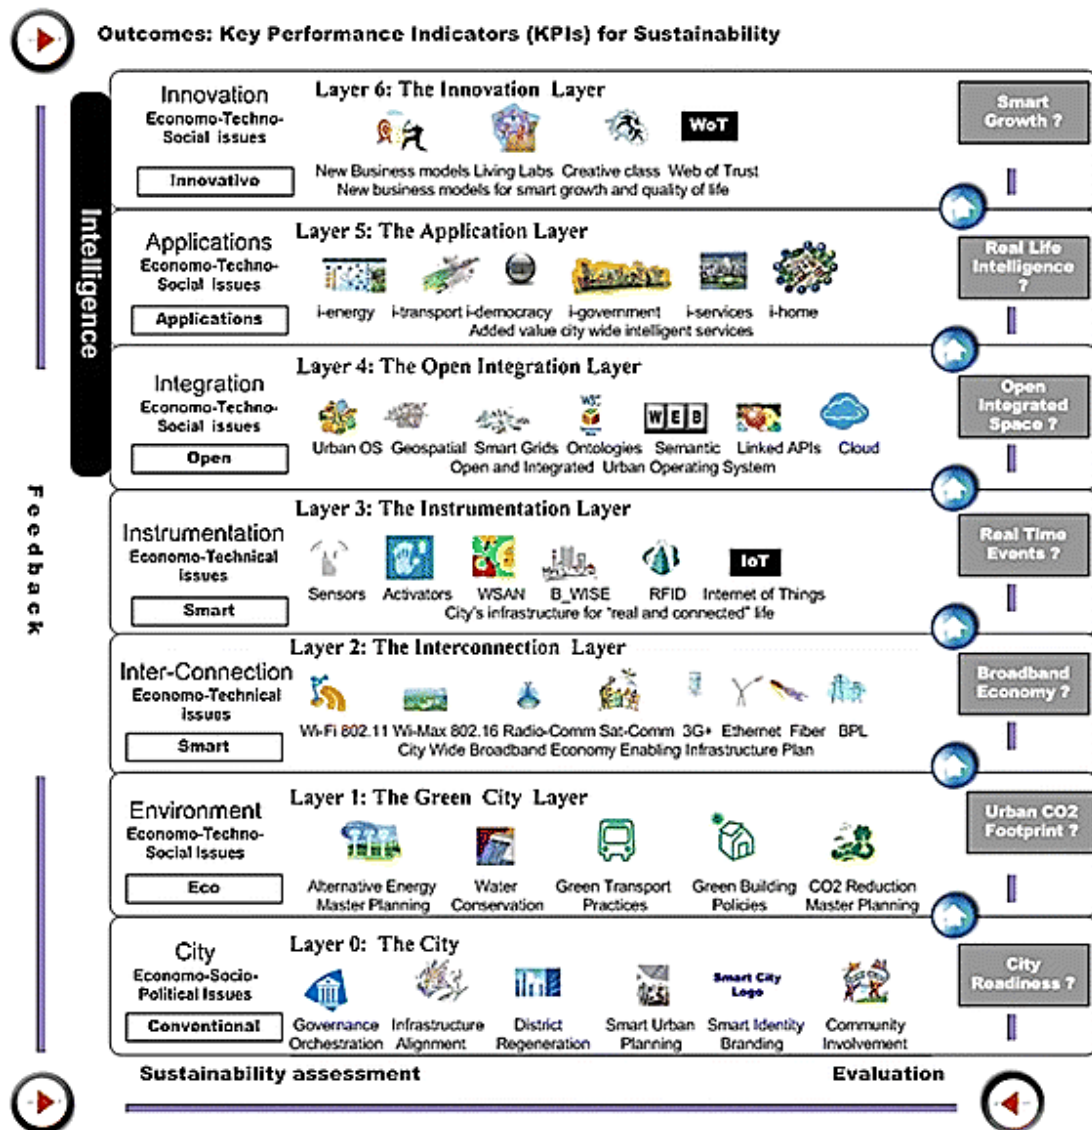 Outcomes: Key Performance Indicators (KPIs) for Sustainability
Intelligence
Feedback
Innovation
Economo-Techno-
Social issues
Innovative
Layer 6: The Innovation Layer
WoT
New Business models Living Labs Creative class Web of Trust
New business models for smart growth and quality of life
Smart
Growth ?
Applications
Economo-Techno-
Social Issues
Applications
Layer 5: The Application Layer
i-energy i-transport i-democracy i-government i-services i-home
Added value city wide intelligent services
Real Life
Intelligence
?
Integration
Economo-Techno-
Social issues
Open
Layer 4: The Open Integration Layer
WEB
Urban OS Geospatial Smart Grids Ontologies Semantic Linked APIs Cloud
Open and Integrated Urban Operating System
Open
Integrated
Space ?
Instrumentation
Economo-Technical
issues
Smart
Layer 3: The Instrumentation Layer
IoT
Sensors Activators WSAN B_WISE RFID Internet of Things
City's infrastructure for "real and connected" life
Real Time
Events ?
Inter-Connection
Economo-Technical
issues
Smart
Layer 2: The Interconnection Layer
Wi-Fi 802.11 Wi-Max 802.16 Radio-Comm Sat-Comm 3G+ Ethernet Fiber BPL
City Wide Broadband Economy Enabling Infrastructure Plan
Broadband
Economy ?
Environment
Economo-Techno-
Social Issues
Eco
Layer 1: The Green City Layer
Alternative Energy Water Green Transport Green Building CO2 Reduction
Master Planning Conservation Practices Policies Master Planning
Urban CO2
Footprint ?
City
Economo-Socio-
Political Issues
Conventional
Layer 0: The City
Smart City
Logo
Governance Infrastructure District Smart Urban Smart Identity Community
Orchestration Alignment Regeneration Planning Branding Involvement
City
Readiness ?
Sustainability assessment Evaluation